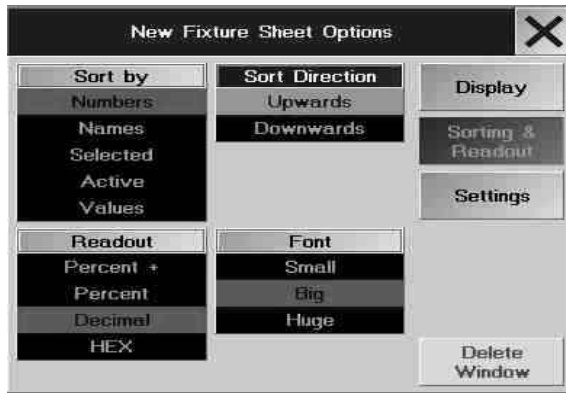 New Fixture Sheet Options
Sort by
Numbers
Names
Selected
Active
Values
Sort Direction
Upwards
Downwards
Display
Sorting &
Readout
Settings
Readout
Percent +
Percent
Decimal
HEX
Font
Small
Big
Huge
Delete
Window